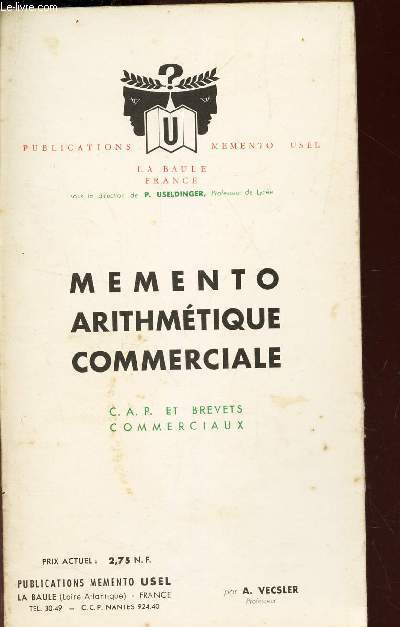 © Le-livre.com
?
U
PUBLICATIONS MEMENTO USEL
LA BAULE
FRANCE
sous la direction de P. USELDINGER, Professeur de Lycée
MEMENTO
ARITHMÉTIQUE
COMMERCIALE
C. A. P. ET BREVETS
COMMERCIAUX
PRIX ACTUEL : 2,75 N. F.
PUBLICATIONS MEMENTO USEL
LA BAULE (Loire Atlantique) - FRANCE
TEL. 30-49 — C.C.P. NANTES 924.40
par A. VECSLER
Professeur